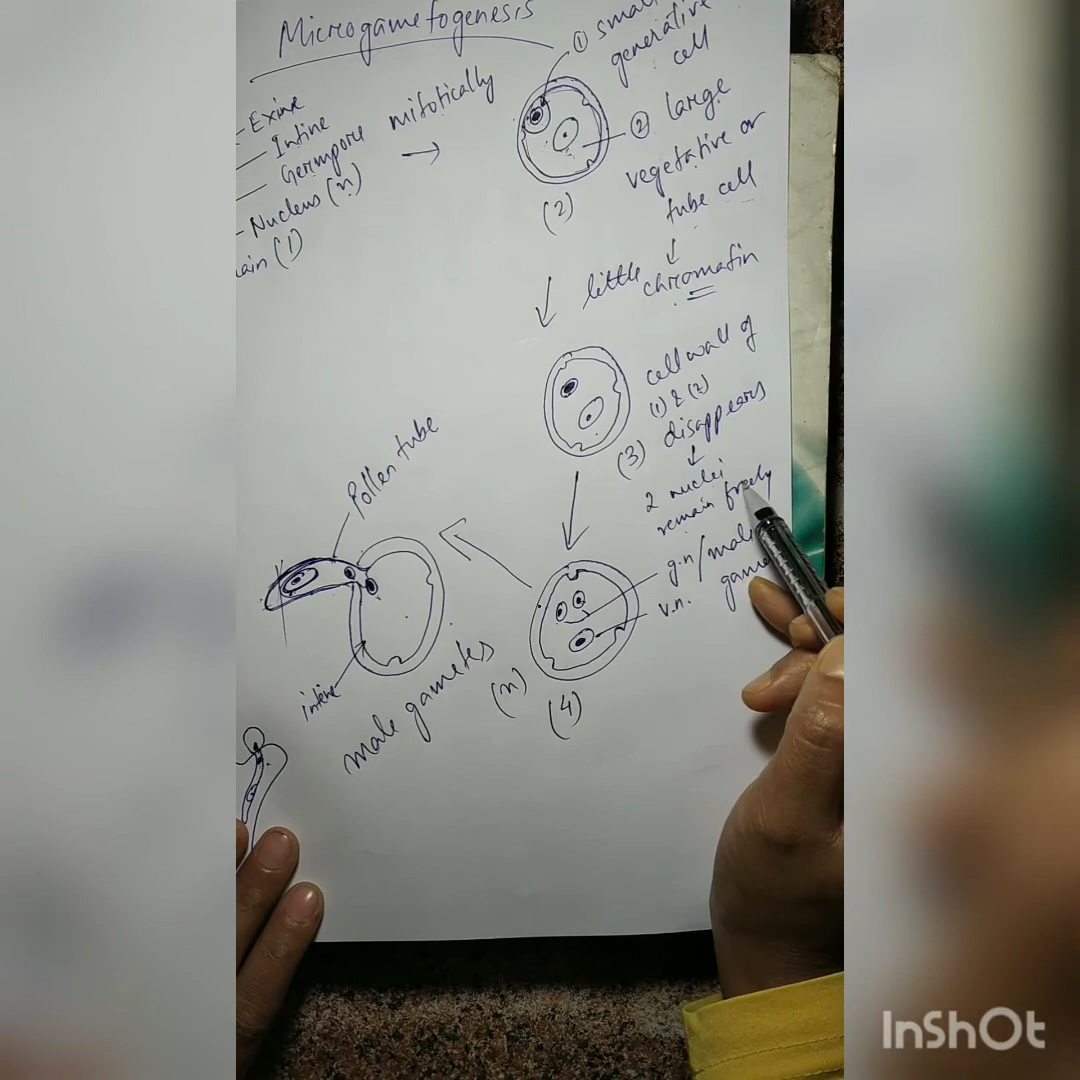 Microgametogenesis
Exine
Intine
Germpore
Nucleus (n)
(1)
mitotically
① small
generative
cell
② large
vegetative or
tube cell
(2)
little chromatin
cell wall of
(1) & (2)
disappears
(3)
2 nuclei
remain freely
g.n/male
game
v.n.
(n)
(4)
Pollen tube
intine
male gametes
InShOt